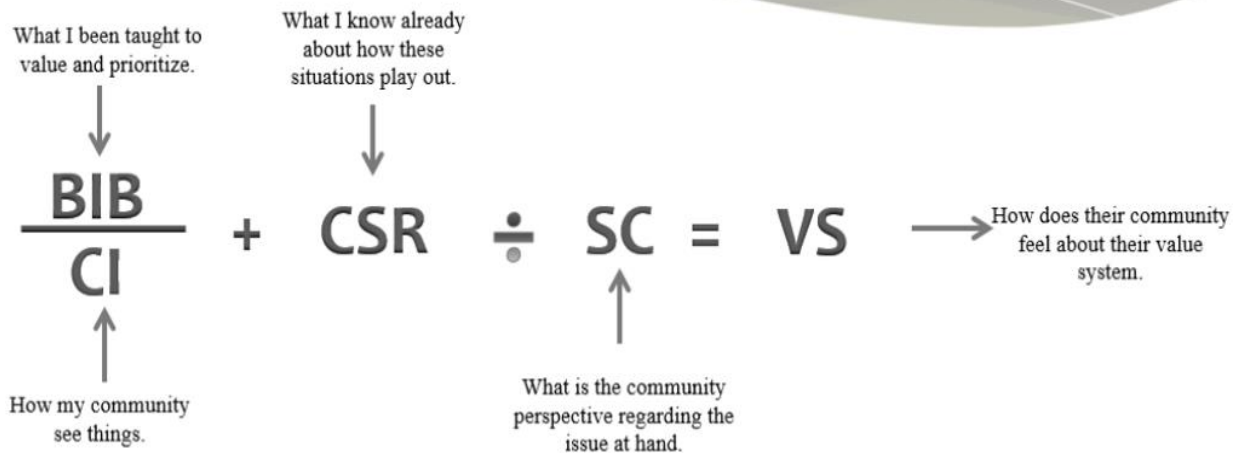 What I been taught to
value and prioritize.
What I know already
about how these
situations play out.
BIB
CI
+ CSR ÷ SC = VS
How does their community
feel about their value
system.
How my community
see things.
What is the community
perspective regarding the
issue at hand.